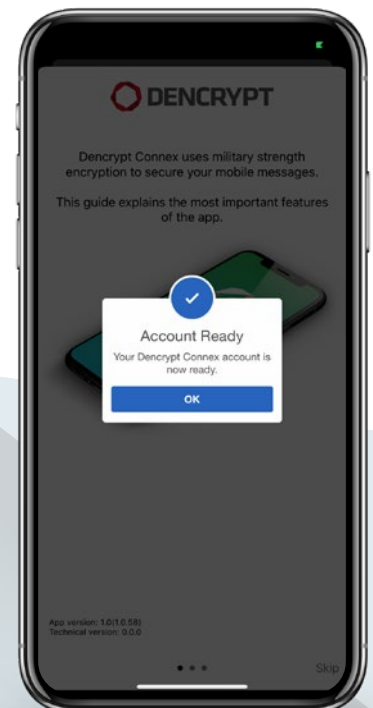 DENCRYPT
Dencrypt Connex uses military strength
encryption to secure your mobile messages.
This guide explains the most important features
of the app.
Account Ready
Your Dencrypt Connex account is
now ready.
OK
App version: 1.0(1.6.58)
Technical version: 0.0.0
Skip